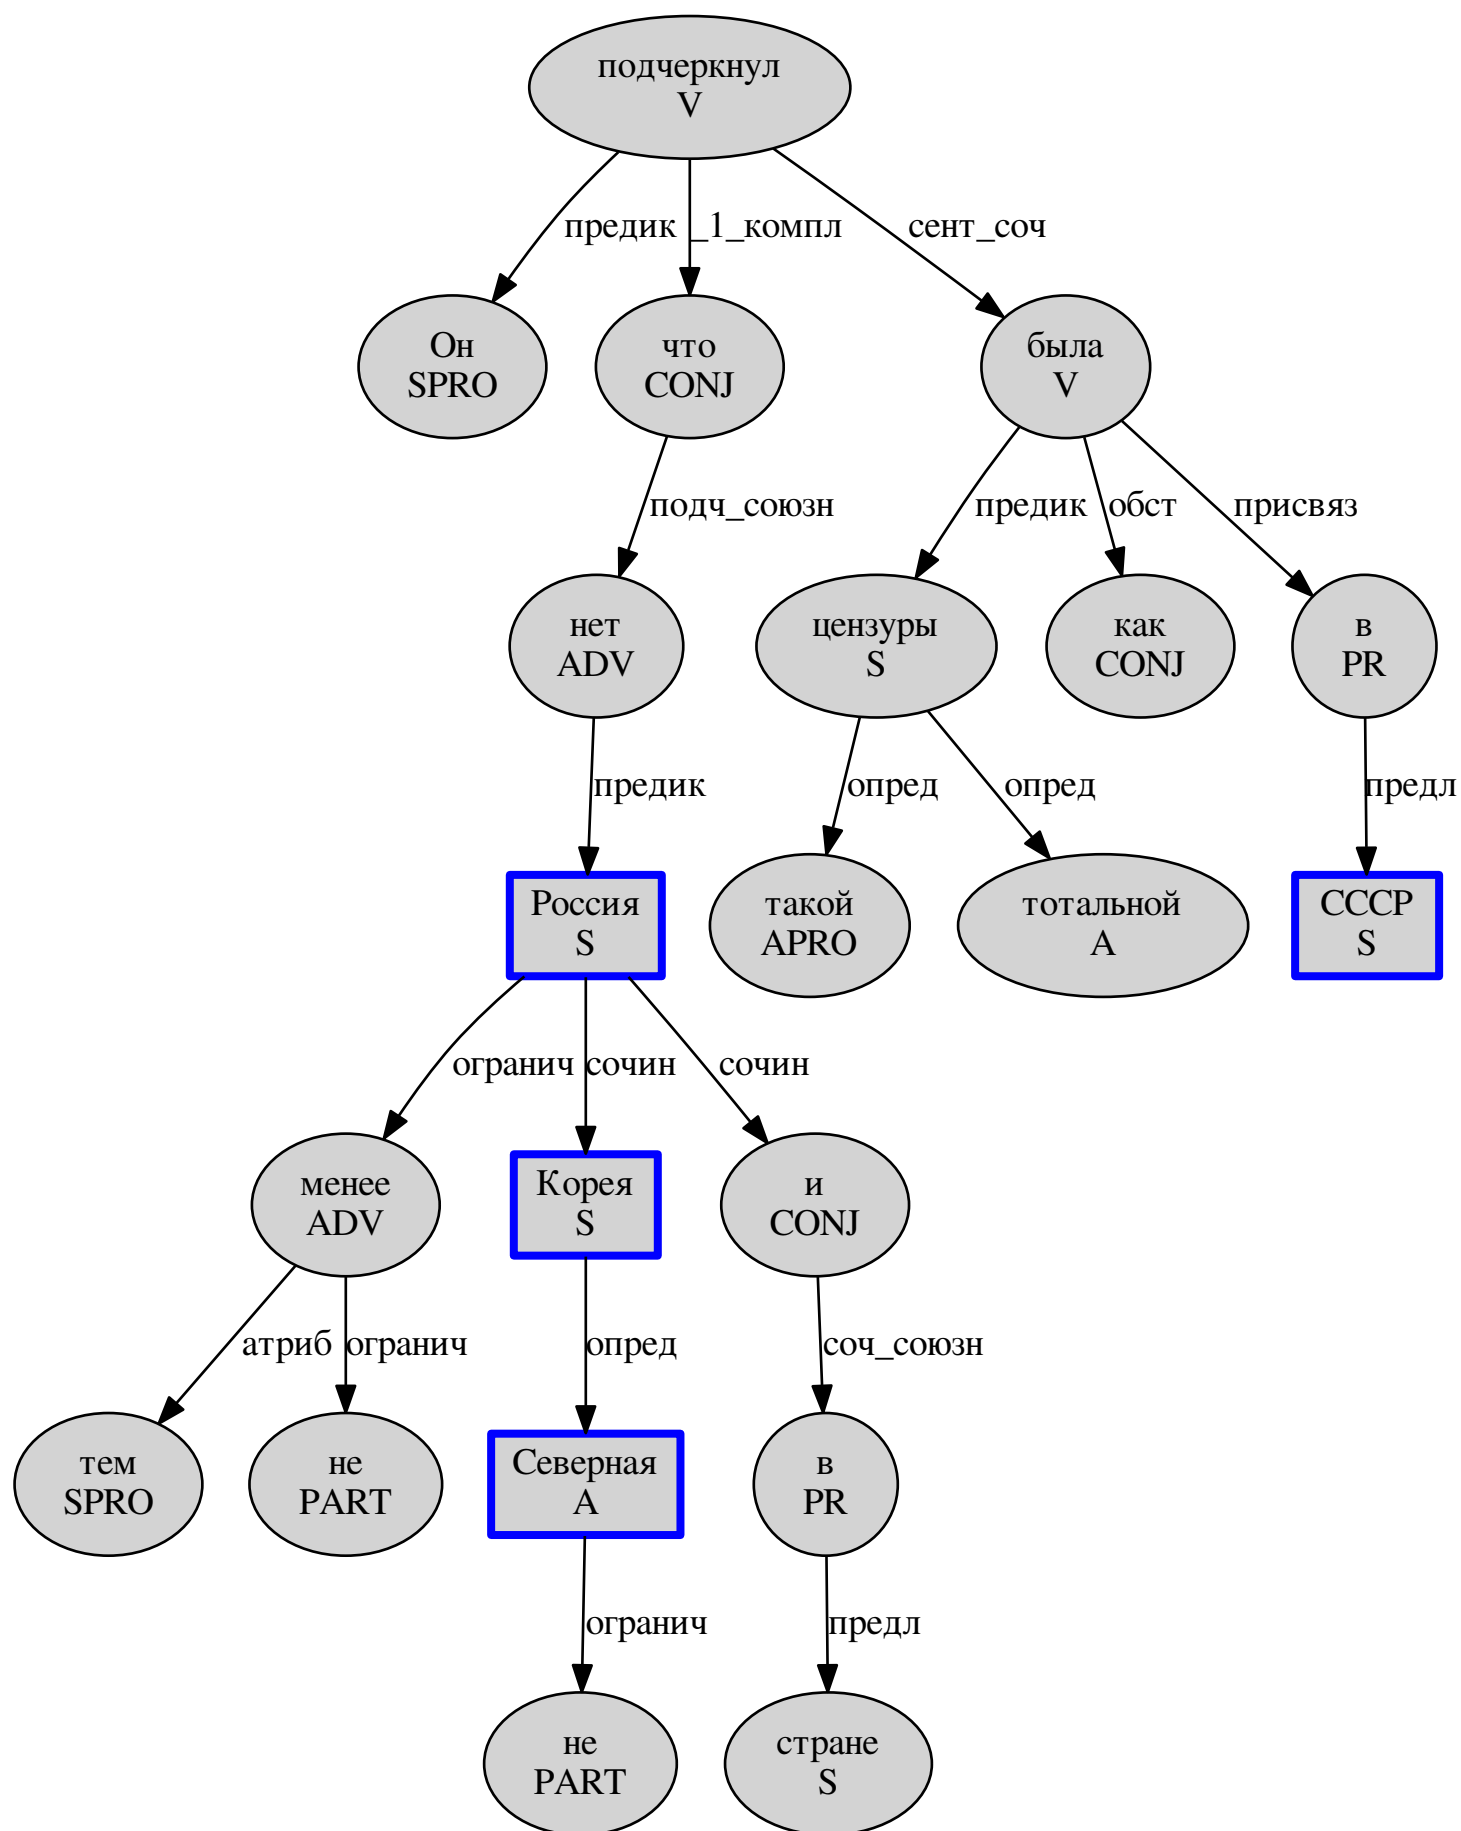 подчеркнул
V
предик
_1_компл
сент_соч
Он
SPRO
что
CONJ
была
V
подч_союзн
предик
обст
присвяз
нет
ADV
цензуры
S
как
CONJ
в
PR
предик
опред
опред
предл
Россия
S
такой
APRO
тотальной
A
СССР
S
огранич
сочин
сочин
менее
ADV
Корея
S
и
CONJ
атриб
огранич
опред
соч_союзн
тем
SPRO
не
PART
Северная
A
в
PR
огранич
предл
не
PART
стране
S